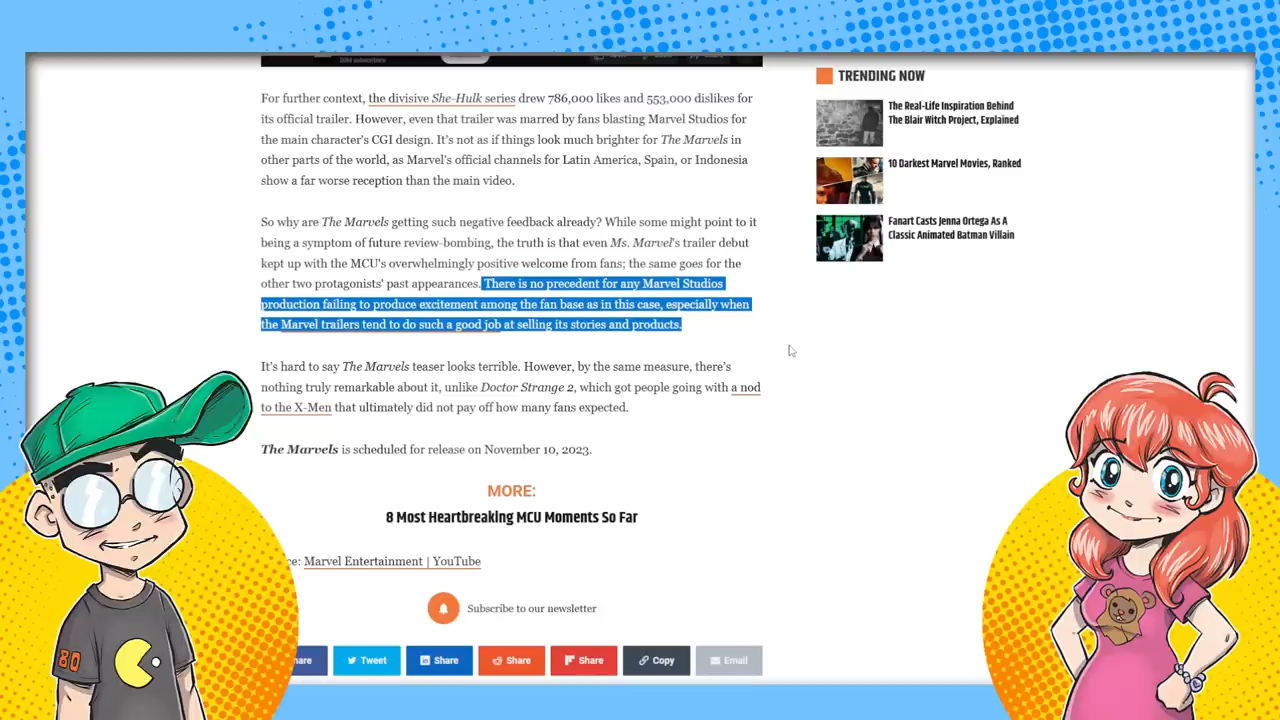 For further context, the divisive She-Hulk series drew 786,000 likes and 553,000 dislikes for
its official trailer. However, even that trailer was marred by fans blasting Marvel Studios for
the main character's CGI design. It's not as if things look much brighter for The Marvels in
other parts of the world, as Marvel's official channels for Latin America, Spain, or Indonesia
show a far worse reception than the main video.
So why are The Marvels getting such negative feedback already? While some might point to it
being a symptom of future review-bombing, the truth is that even Ms. Marvel's trailer debut
kept up with the MCU's overwhelmingly positive welcome from fans; the same goes for the
other two protagonists' past appearances. There is no precedent for any Marvel Studios
production failing to produce excitement among the fan base as in this case, especially when
the Marvel trailers tend to do such a good job at selling its stories and products.
It's hard to say The Marvels teaser looks terrible. However, by the same measure, there's
nothing truly remarkable about it, unlike Doctor Strange 2, which got people going with a nod
to the X-Men that ultimately did not pay off how many fans expected.
The Marvels is scheduled for release on November 10, 2023.
MORE:
8 Most Heartbreaking MCU Moments So Far
ce: Marvel Entertainment | YouTube
Subscribe to our newsletter
hare
Tweet
Share
Share
Share
Copy
Email
TRENDING NOW
The Real-Life Inspiration Behind
The Blair Witch Project, Explained
10 Darkest Marvel Movies, Ranked
Fanart Casts Jenna Ortega As A
Classic Animated Batman Villain
80